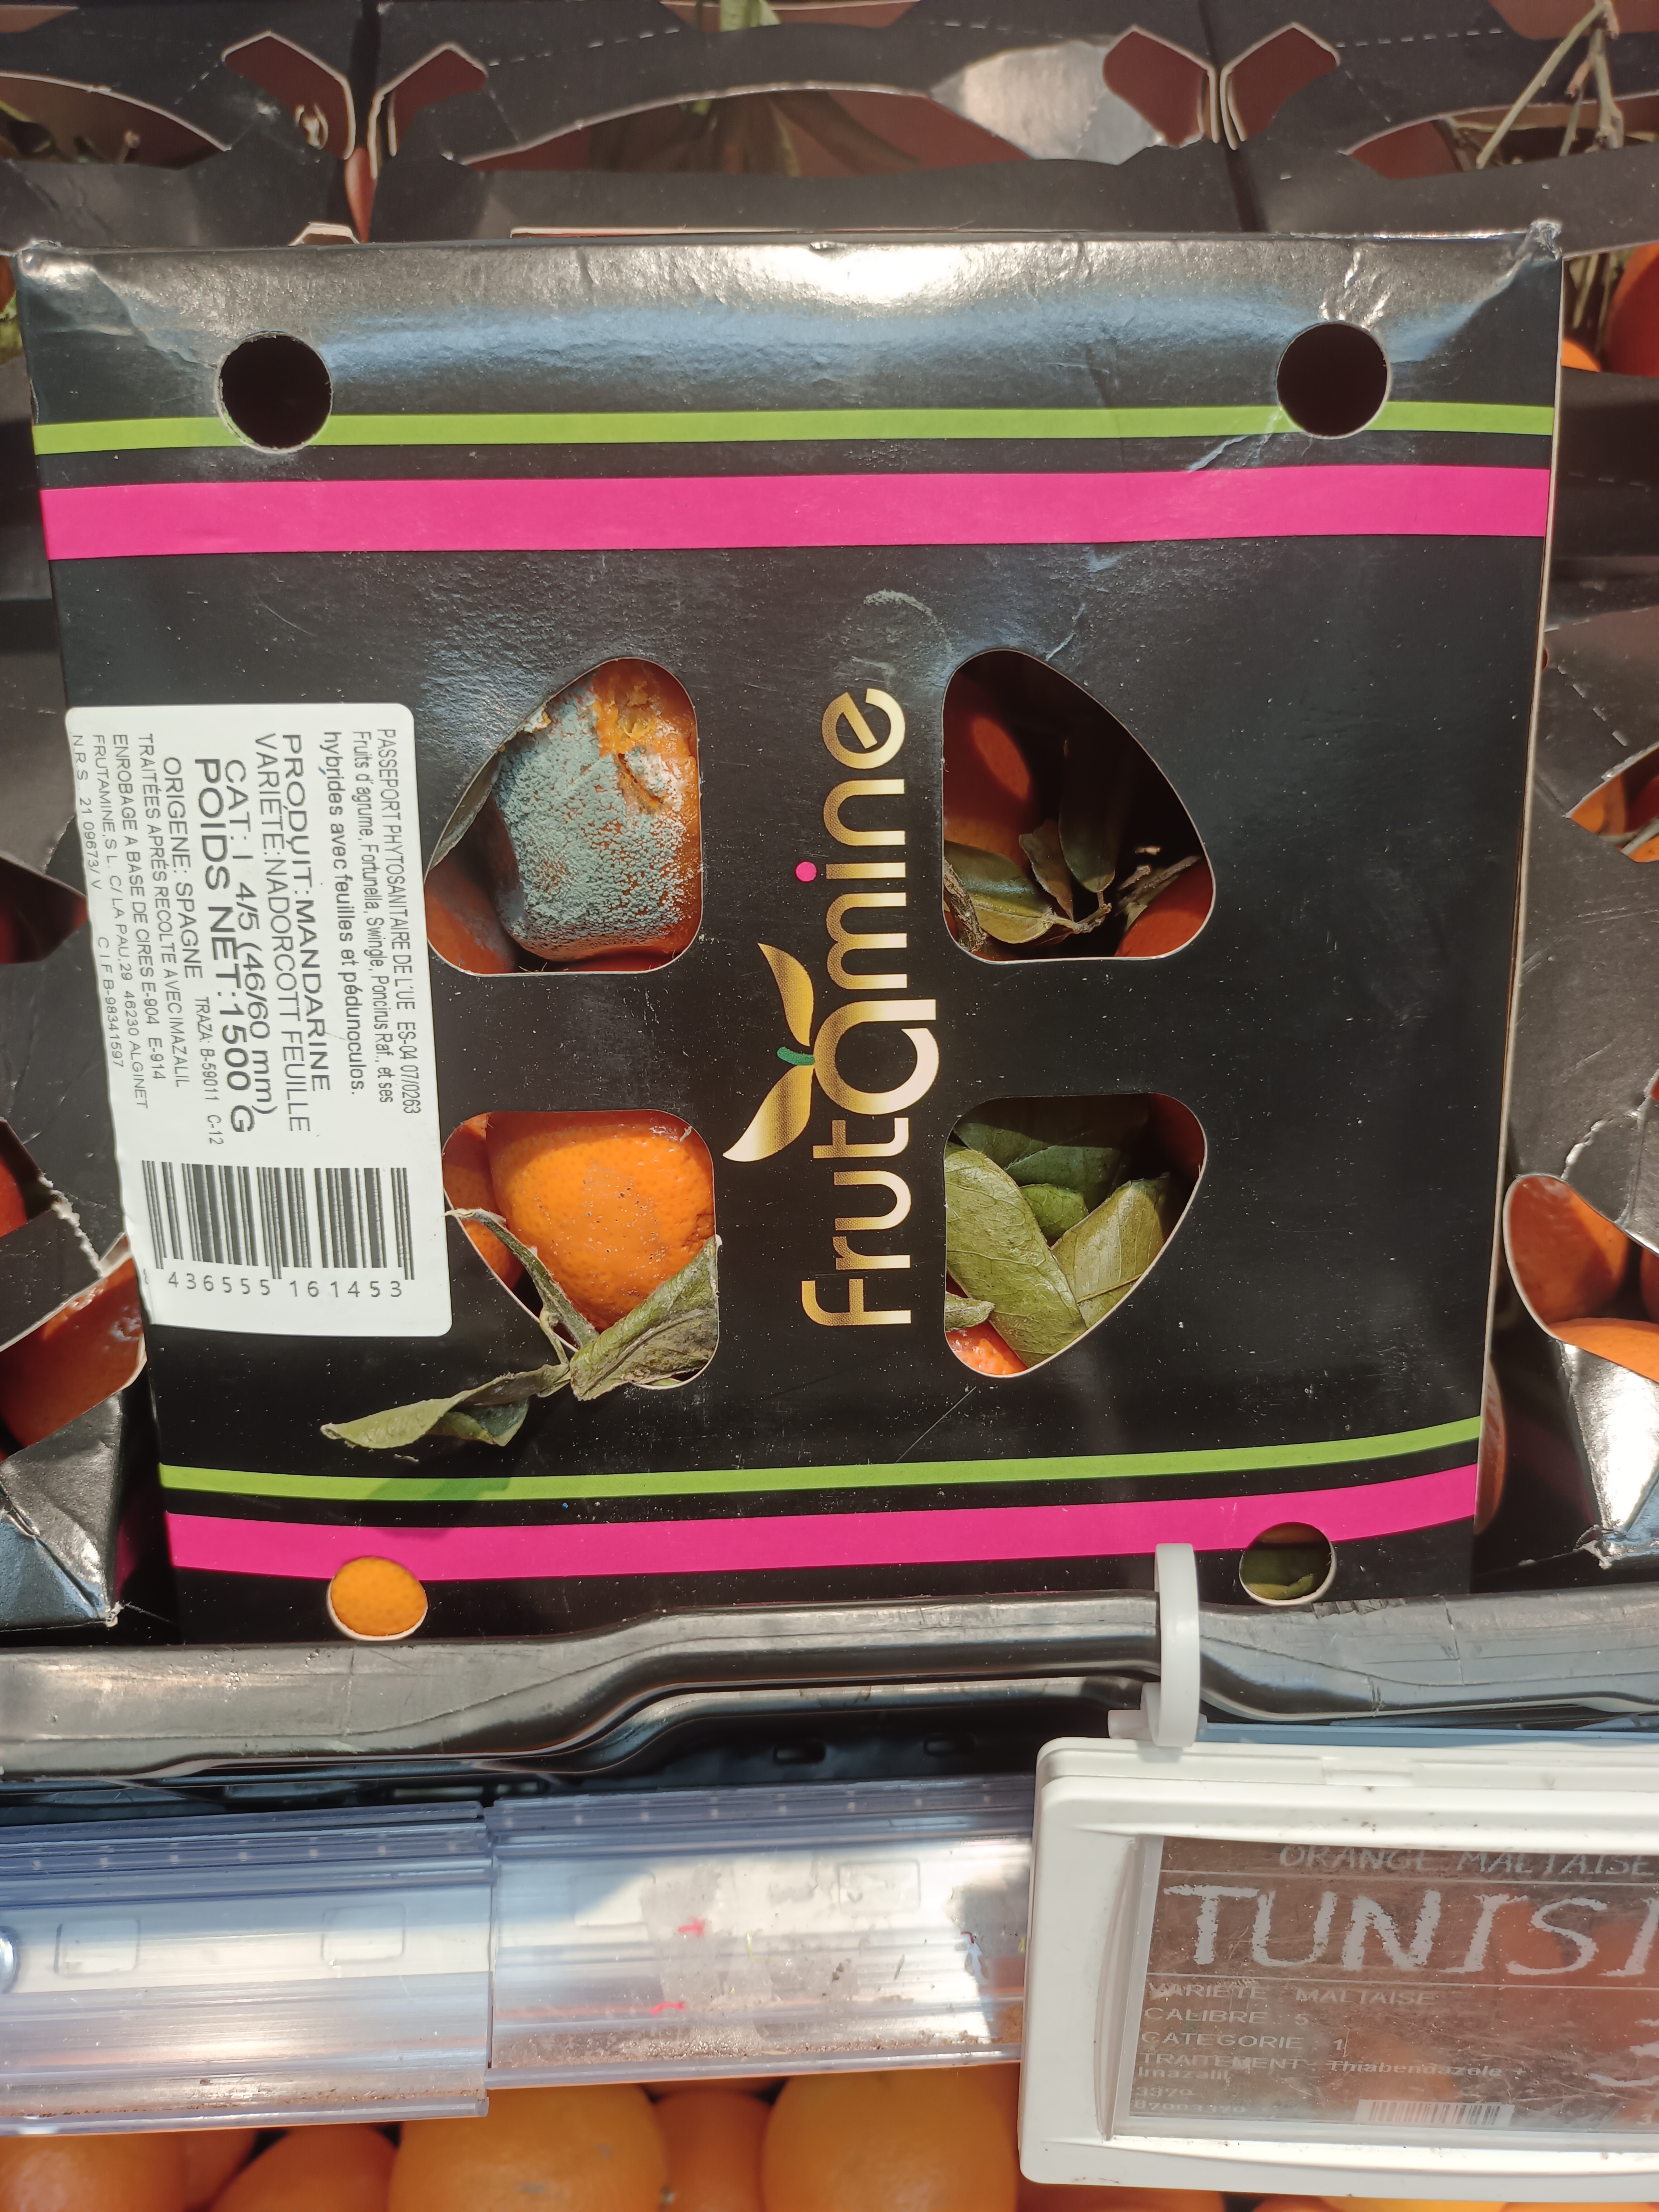 frutamine
PASSEPORT PHYTOSANITAIRE DE L'UE ES-04 07/0263
Fruits d'agrume, Fortunella, Swingle, Poncirus Raf., et ses
hybrides avec feuilles et pédunculos.
PRODUIT:MANDARINE
VARIÉTÉ:NADORCOTT FEUILLE
CAT: I 4/5 (46/60 mm)
POIDS NET:1500 G
ORIGENE: SPAGNE TRAZA: B-59011 C-12
TRAITÉES APRÉS RECOLTE AVEC IMAZALIL
ENROBAGE A BASE DE CIRES E-904 E-914
FRUTAMINE,S.L. C/ LA PAU,29 46230 ALGINET
N.R.S. 21.09673/V C.I.F B-98341597
436555 161453
ORANGE MALTAISE
TUNISI
VARIETE MALTAISE
CALIBRE 5
CATEGORIE 1
TRAITEMENT- Thiabendazole +
Imazalil